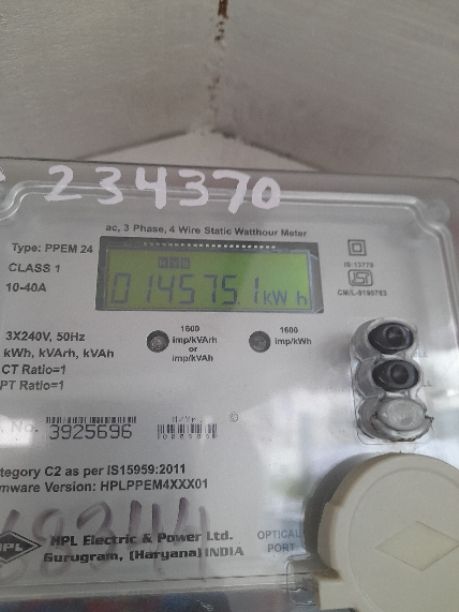 234370
ac, 3 Phase, 4 Wire Static Watthour Meter
Type: PPEM 24
CLASS 1
10-40A
014575.1 kWh
IS:13779
3X240V, 50Hz
kWh, kVArh, kVAh
CT Ratio=1
PT Ratio=1
1600
imp/kVArh
or
imp/kVAh
1600
imp/kWh
No.
3925696
ategory C2 as per IS15959:2011
rmware Version: HPLPPEM4XXX01
HPL
HPL Electric & Power Ltd.
Gurugram, (Haryana) INDIA
OPTICAL
PORT